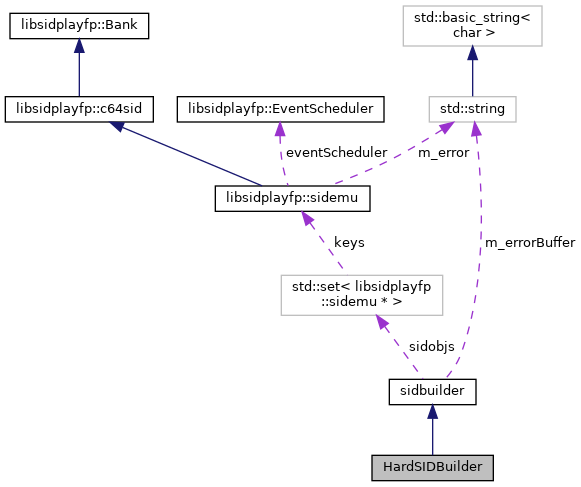 libsidplayfp::Bank
std::basic_string<
char >
libsidplayfp::c64sid
libsidplayfp::EventScheduler
std::string
eventScheduler
m_error
libsidplayfp::sidemu
keys
m_errorBuffer
std::set< libsidplayfp
::sidemu * >
sidobjs
sidbuilder
HardSIDBuilder